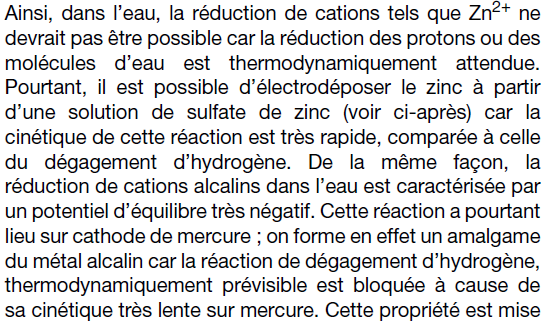 Ainsi, dans l'eau, la réduction de cations tels que Zn2+ ne
devrait pas être possible car la réduction des protons ou des
molécules d'eau est thermodynamiquement attendue.
Pourtant, il est possible d'électrodéposer le zinc à partir
d'une solution de sulfate de zinc (voir ci-après) car la
cinétique de cette réaction est très rapide, comparée à celle
du dégagement d'hydrogène. De la même façon, la
réduction de cations alcalins dans l'eau est caractérisée par
un potentiel d'équilibre très négatif. Cette réaction a pourtant
lieu sur cathode de mercure ; on forme en effet un amalgame
du métal alcalin car la réaction de dégagement d'hydrogène,
thermodynamiquement prévisible est bloquée à cause de
sa cinétique très lente sur mercure. Cette propriété est mise